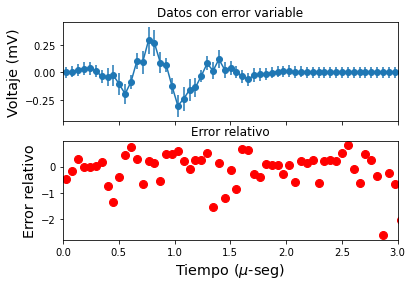 Datos con error variable
Voltaje (mV)
0.25
0.00
−0.25
Error relativo
Error relativo
0
−1
−2
0.0 0.5 1.0 1.5 2.0 2.5 3.0
Tiempo (μ-seg)